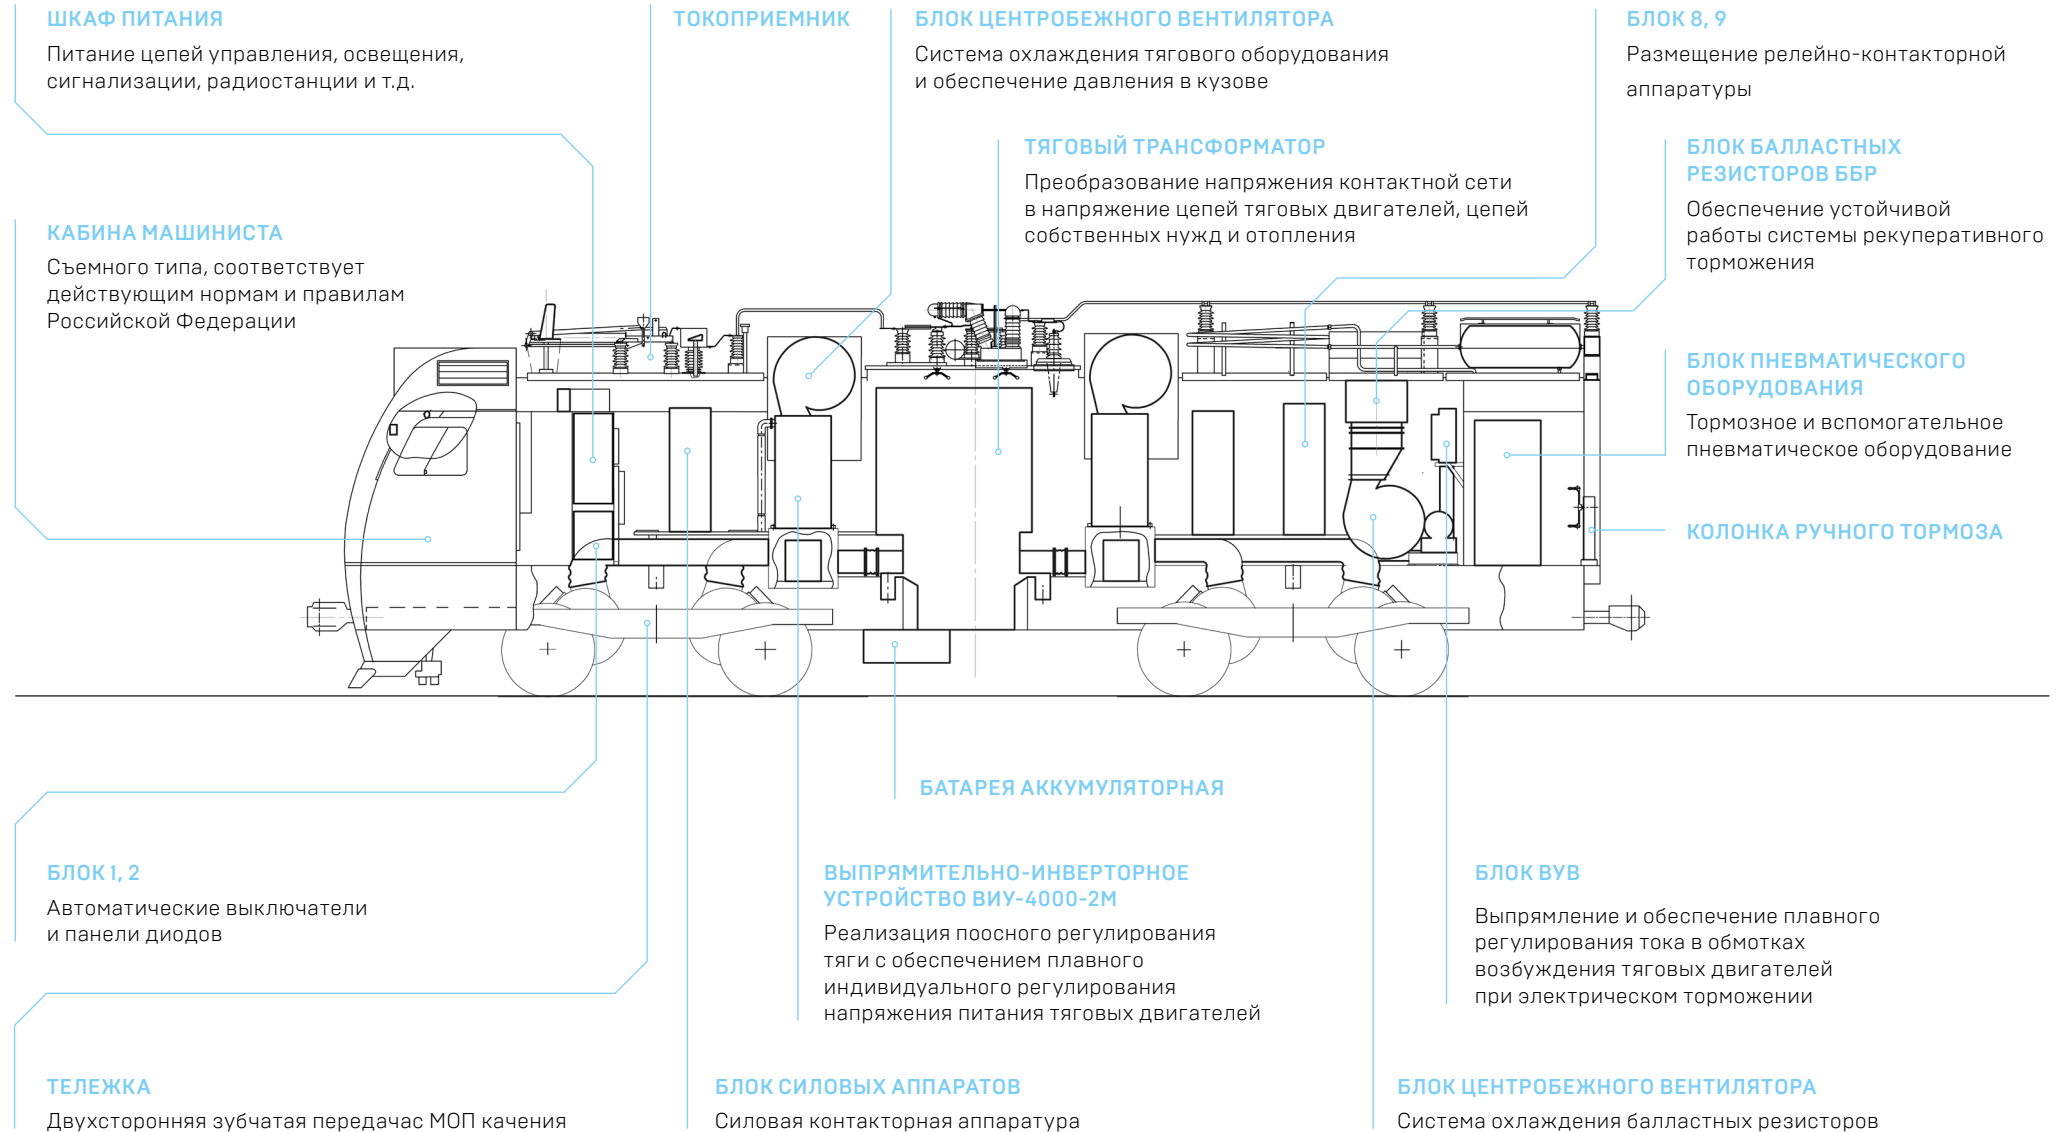 ШКАФ ПИТАНИЯ
Питание цепей управления, освещения,
сигнализации, радиостанции и т.д.
ТОКОПРИЕМНИК
БЛОК ЦЕНТРОБЕЖНОГО ВЕНТИЛЯТОРА
Система охлаждения тягового оборудования
и обеспечение давления в кузове
БЛОК 8, 9
Размещение релейно-контакторной
аппаратуры
ТЯГОВЫЙ ТРАНСФОРМАТОР
Преобразование напряжения контактной сети
в напряжение цепей тяговых двигателей, цепей
собственных нужд и отопления
БЛОК БАЛЛАСТНЫХ
РЕЗИСТОРОВ ББР
Обеспечение устойчивой
работы системы рекуперативного
торможения
КАБИНА МАШИНИСТА
Съемного типа, соответствует
действующим нормам и правилам
Российской Федерации
БЛОК ПНЕВМАТИЧЕСКОГО
ОБОРУДОВАНИЯ
Тормозное и вспомогательное
пневматическое оборудование
КОЛОНКА РУЧНОГО ТОРМОЗА
БАТАРЕЯ АККУМУЛЯТОРНАЯ
БЛОК 1, 2
Автоматические выключатели
и панели диодов
ВЫПРЯМИТЕЛЬНО-ИНВЕРТОРНОЕ
УСТРОЙСТВО ВИУ-4000-2М
Реализация поосного регулирования
тяги с обеспечением плавного
индивидуального регулирования
напряжения питания тяговых двигателей
БЛОК ВУВ
Выпрямление и обеспечение плавного
регулирования тока в обмотках
возбуждения тяговых двигателей
при электрическом торможении
ТЕЛЕЖКА
Двухсторонняя зубчатая передачас МОП качения
БЛОК СИЛОВЫХ АППАРАТОВ
Силовая контакторная аппаратура
БЛОК ЦЕНТРОБЕЖНОГО ВЕНТИЛЯТОРА
Система охлаждения балластных резисторов